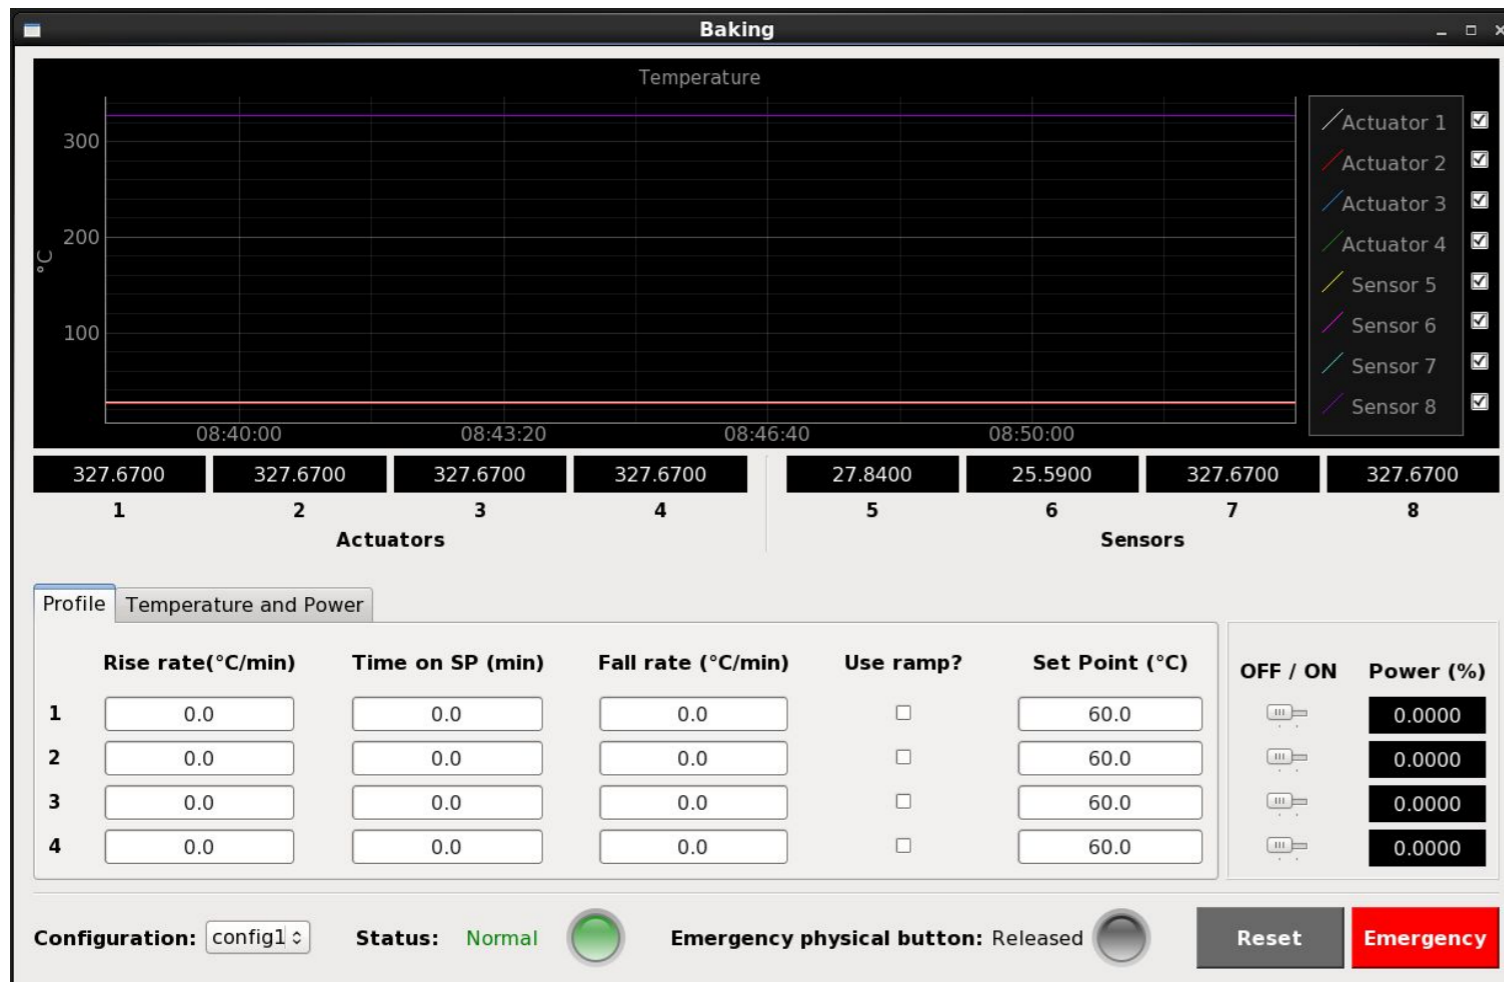 Baking
Temperature
°C
300
200
100
08:40:00 08:43:20 08:46:40 08:50:00
Actuator 1
Actuator 2
Actuator 3
Actuator 4
Sensor 5
Sensor 6
Sensor 7
Sensor 8
327.6700 327.6700 327.6700 327.6700 27.8400 25.5900 327.6700 327.6700
1 2 3 4 5 6 7 8
Actuators Sensors
Profile Temperature and Power
Rise rate(°C/min) Time on SP (min) Fall rate (°C/min) Use ramp? Set Point (°C) OFF / ON Power (%)
1 0.0 0.0 0.0 60.0 0.0000
2 0.0 0.0 0.0 60.0 0.0000
3 0.0 0.0 0.0 60.0 0.0000
4 0.0 0.0 0.0 60.0 0.0000
Configuration: config1 Status: Normal Emergency physical button: Released Reset Emergency